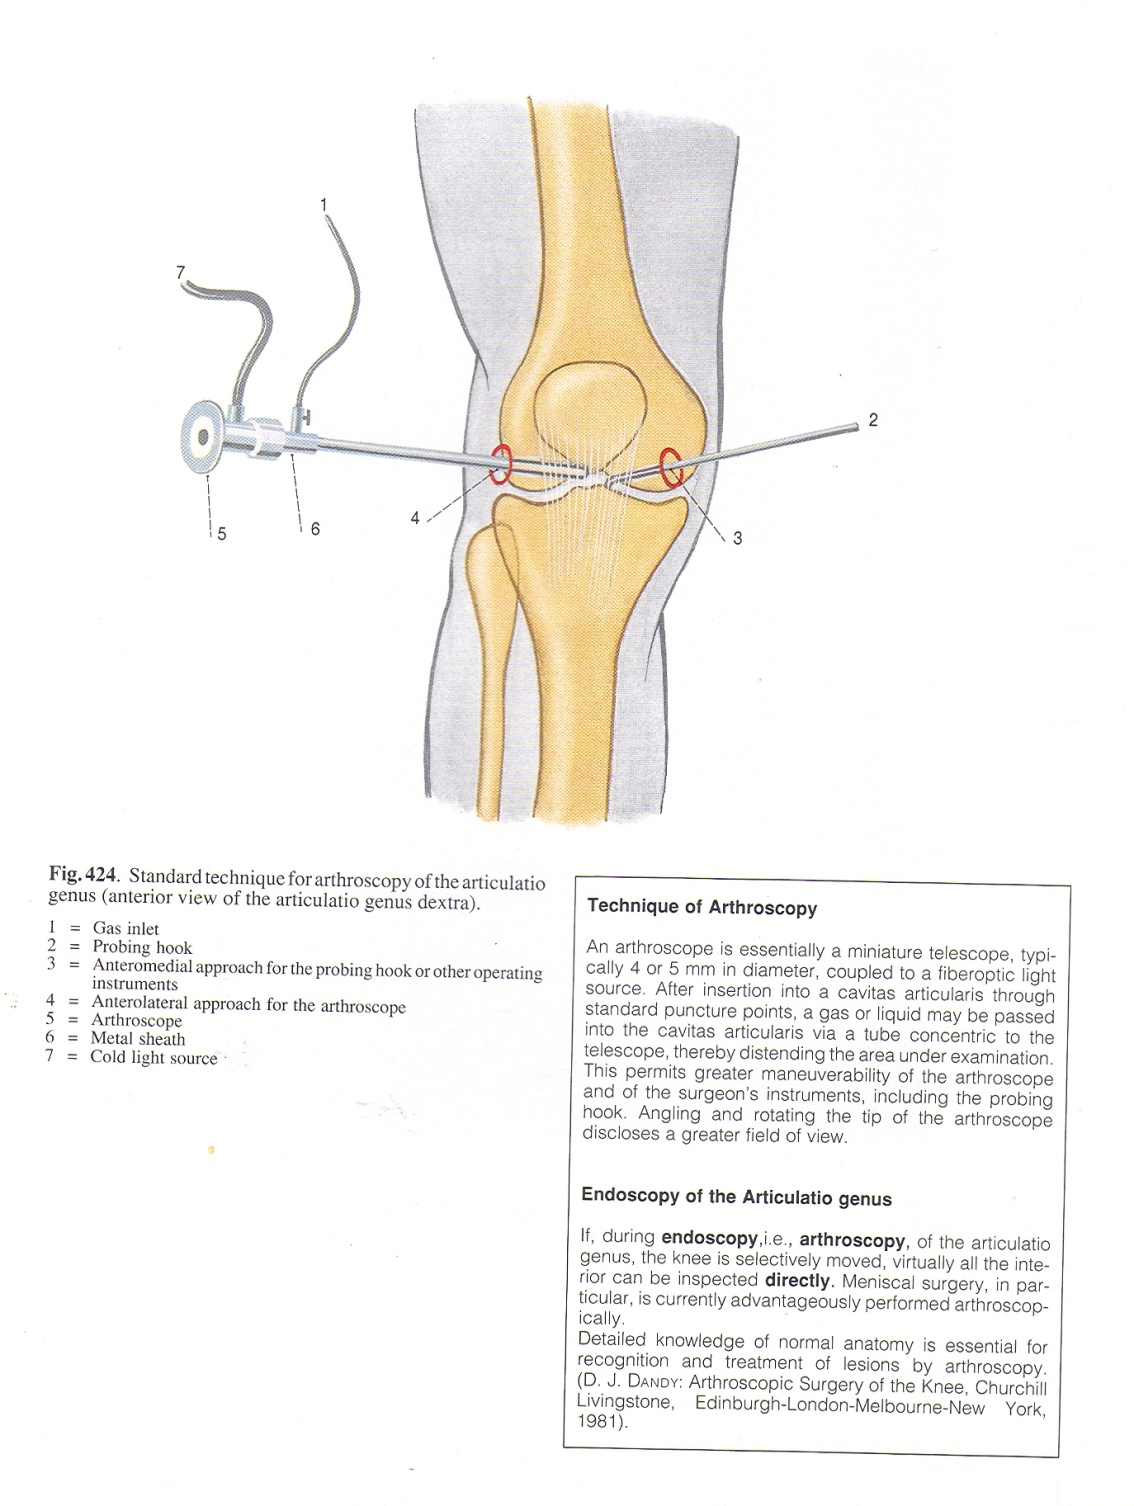 1
7
2
4
3
5
6
Fig. 424. Standard technique for arthroscopy of the articulatio
genus (anterior view of the articulatio genus dextra).
1 = Gas inlet
2 = Probing hook
3 = Anteromedial approach for the probing hook or other operating
instruments
4 = Anterolateral approach for the arthroscope
5 = Arthroscope
6 = Metal sheath
7 = Cold light source
Technique of Arthroscopy
An arthroscope is essentially a miniature telescope, typi-
cally 4 or 5 mm in diameter, coupled to a fiberoptic light
source. After insertion into a cavitas articularis through
standard puncture points, a gas or liquid may be passed
into the cavitas articularis via a tube concentric to the
telescope, thereby distending the area under examination.
This permits greater maneuverability of the arthroscope
and of the surgeon's instruments, including the probing
hook. Angling and rotating the tip of the arthroscope
discloses a greater field of view.
Endoscopy of the Articulatio genus
If, during endoscopy,i.e., arthroscopy, of the articulatio
genus, the knee is selectively moved, virtually all the inte-
rior can be inspected directly. Meniscal surgery, in par-
ticular, is currently advantageously performed arthroscop-
ically.
Detailed knowledge of normal anatomy is essential for
recognition and treatment of lesions by arthroscopy.
(D. J. DANDY: Arthroscopic Surgery of the Knee, Churchill
Livingstone, Edinburgh-London-Melbourne-New York,
1981).